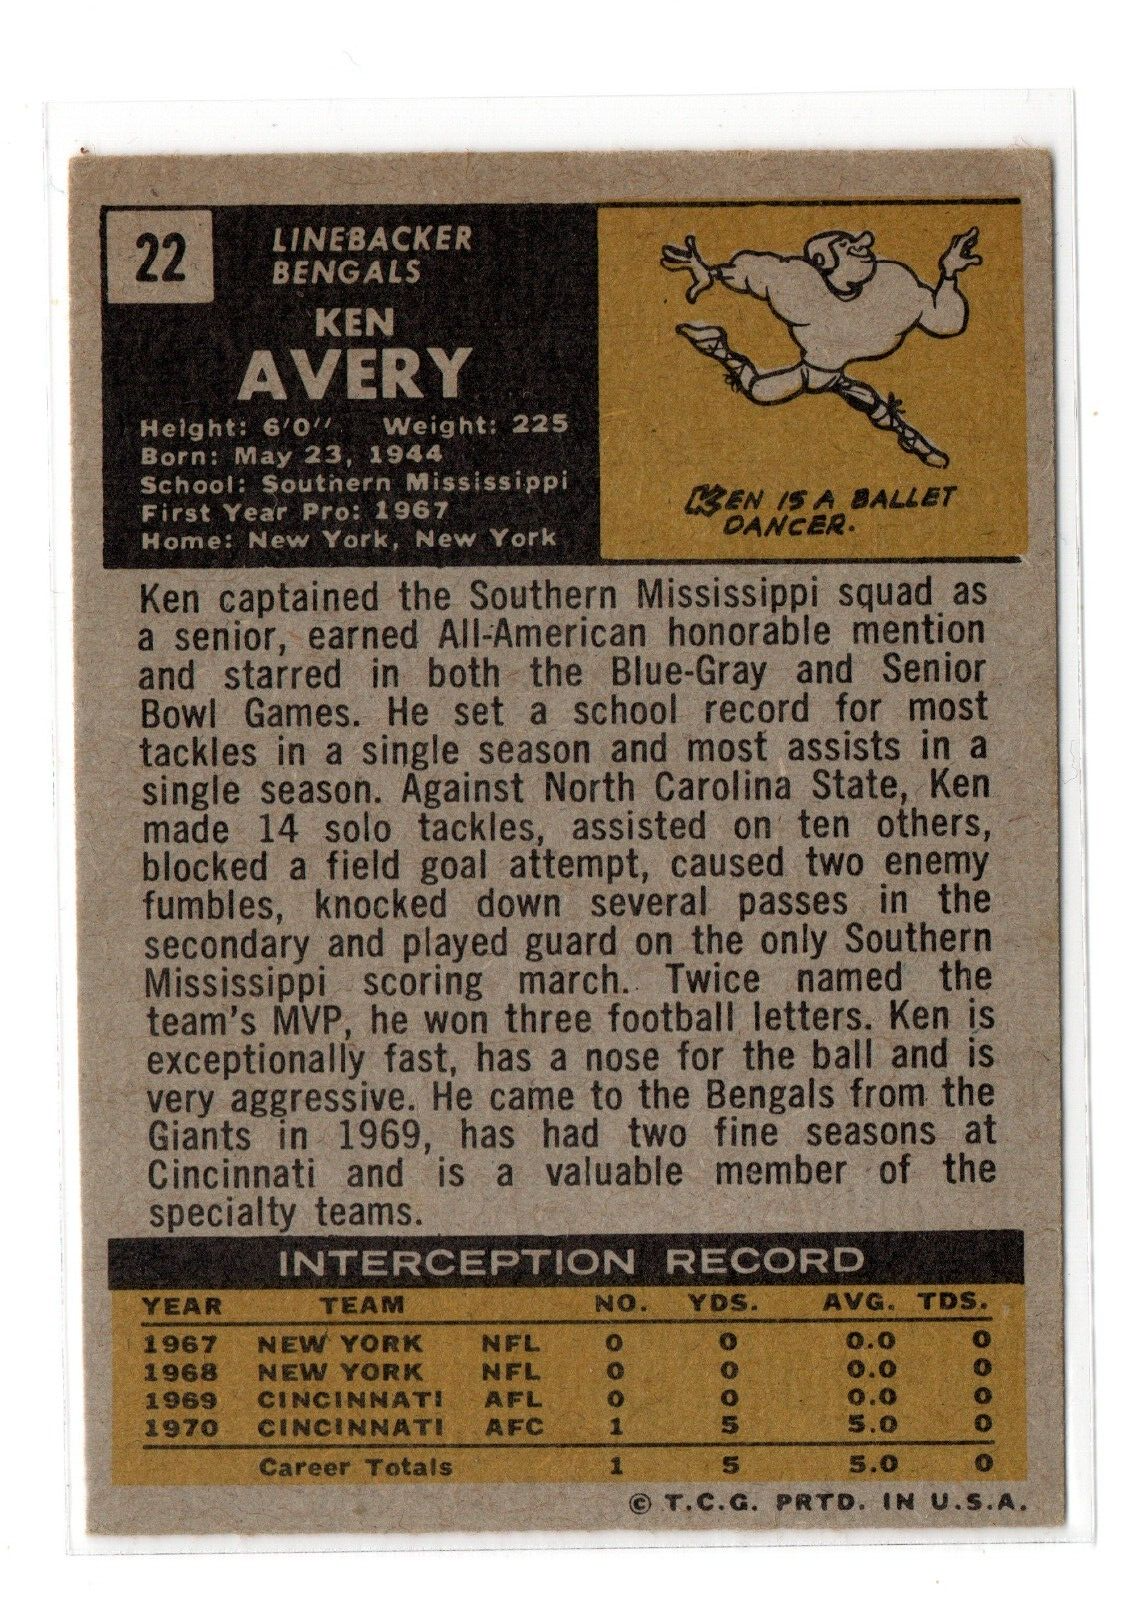 22
LINEBACKER
BENGALS
KEN
AVERY
Height: 6'0"  Weight: 225
Born: May 23, 1944
School: Southern Mississippi
First Year Pro: 1967
Home: New York, New York
KEN IS A BALLET
DANCER.
Ken captained the Southern Mississippi squad as
a senior, earned All-American honorable mention
and starred in both the Blue-Gray and Senior
Bowl Games. He set a school record for most
tackles in a single season and most assists in a
single season. Against North Carolina State, Ken
made 14 solo tackles, assisted on ten others,
blocked a field goal attempt, caused two enemy
fumbles, knocked down several passes in the
secondary and played guard on the only Southern
Mississippi scoring march. Twice named the
team's MVP, he won three football letters. Ken is
exceptionally fast, has a nose for the ball and is
very aggressive. He came to the Bengals from the
Giants in 1969, has had two fine seasons at
Cincinnati and is a valuable member of the
specialty teams.
INTERCEPTION RECORD
YEAR TEAM NO. YDS. AVG. TDS.
1967 NEW YORK NFL 0 0 0.0 0
1968 NEW YORK NFL 0 0 0.0 0
1969 CINCINNATI AFL 0 0 0.0 0
1970 CINCINNATI AFC 1 5 5.0 0
Career Totals 1 5 5.0 0
© T.C.G. PRTD. IN U.S.A.